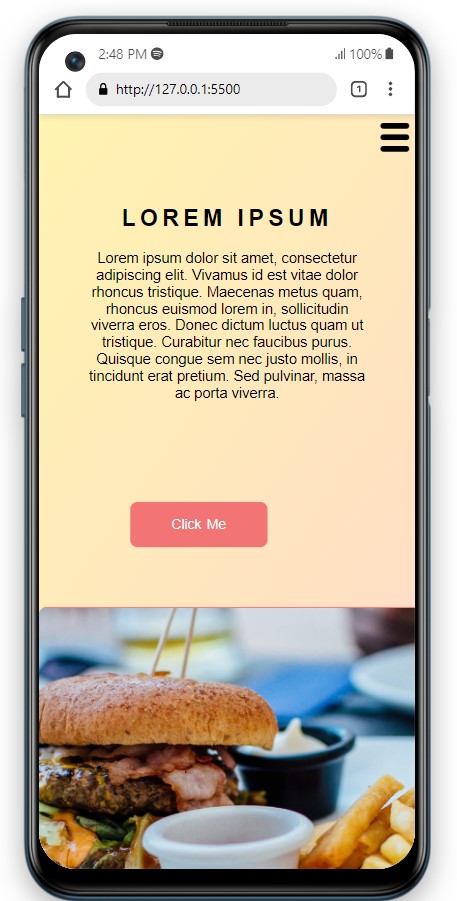 2:48 PM
100%
http://127.0.0.1:5500
1
LOREM IPSUM
Lorem ipsum dolor sit amet, consectetur
adipiscing elit. Vivamus id est vitae dolor
rhoncus tristique. Maecenas metus quam,
rhoncus euismod lorem in, sollicitudin
viverra eros. Donec dictum luctus quam ut
tristique. Curabitur nec faucibus purus.
Quisque congue sem nec justo mollis, in
tincidunt erat pretium. Sed pulvinar, massa
ac porta viverra.
Click Me